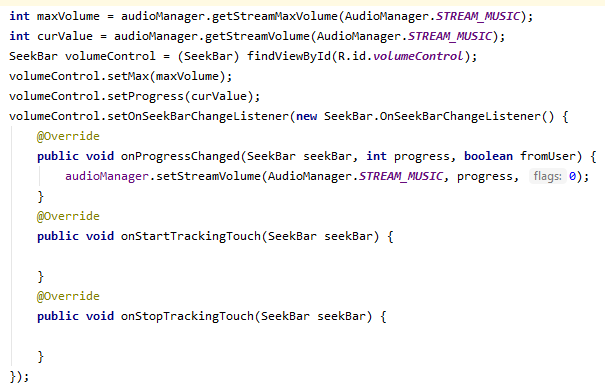 int maxVolume = audioManager.getStreamMaxVolume(AudioManager.STREAM_MUSIC);
int curValue = audioManager.getStreamVolume(AudioManager.STREAM_MUSIC);
SeekBar volumeControl = (SeekBar) findViewById(R.id.volumeControl);
volumeControl.setMax(maxVolume);
volumeControl.setProgress(curValue);
volumeControl.setOnSeekBarChangeListener(new SeekBar.OnSeekBarChangeListener() {
    @Override
    public void onProgressChanged(SeekBar seekBar, int progress, boolean fromUser) {
        audioManager.setStreamVolume(AudioManager.STREAM_MUSIC, progress, flags: 0);
    }
    @Override
    public void onStartTrackingTouch(SeekBar seekBar) {

    }
    @Override
    public void onStopTrackingTouch(SeekBar seekBar) {

    }
});